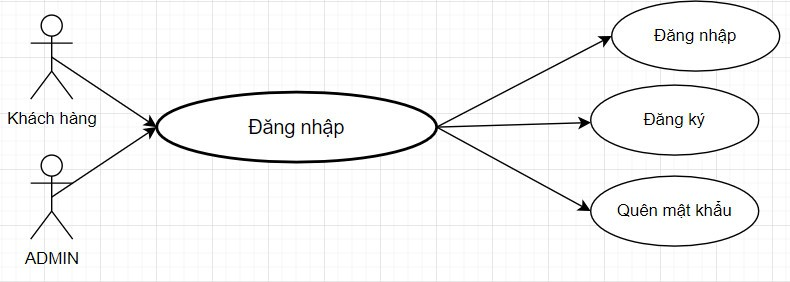 Khách hàng
ADMIN
Đăng nhập
Đăng nhập
Đăng ký
Quên mật khẩu